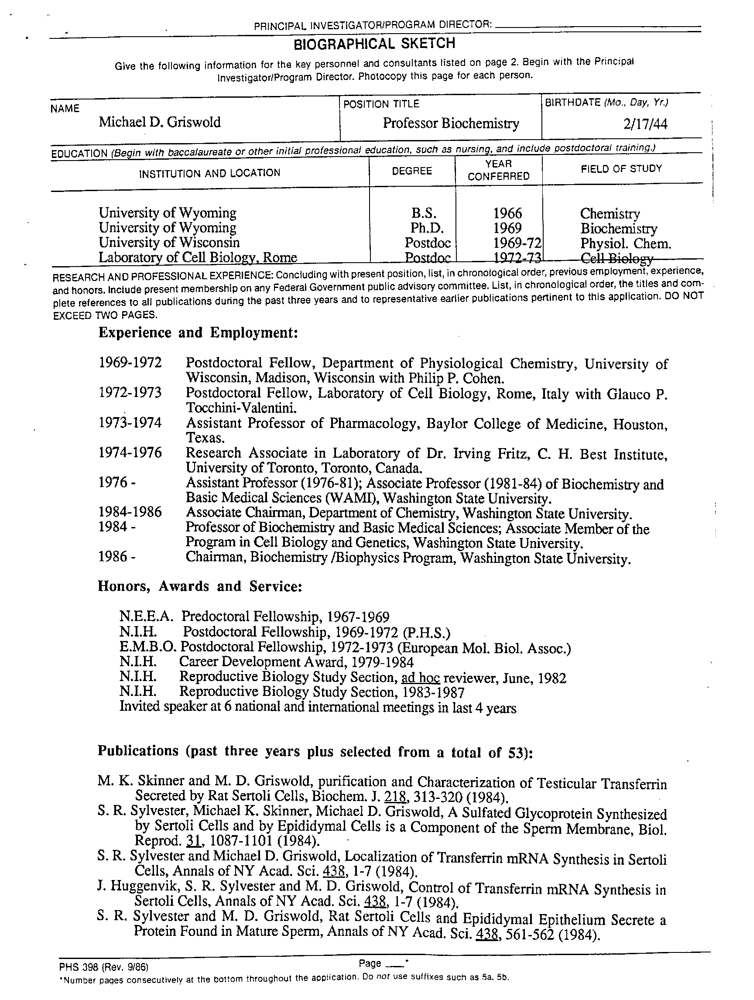 PRINCIPAL INVESTIGATOR/PROGRAM DIRECTOR:
BIOGRAPHICAL SKETCH
Give the following information for the key personnel and consultants listed on page 2. Begin with the Principal
Investigator/Program Director. Photocopy this page for each person.
NAME POSITION TITLE BIRTHDATE (Mo., Day, Yr.)
Michael D. Griswold Professor Biochemistry 2/17/44
EDUCATION (Begin with baccalaureate or other initial professional education, such as nursing, and include postdoctoral training.)
INSTITUTION AND LOCATION DEGREE YEAR CONFERRED FIELD OF STUDY
University of Wyoming B.S. 1966 Chemistry
University of Wyoming Ph.D. 1969 Biochemistry
University of Wisconsin Postdoc 1969-72 Physiol. Chem.
Laboratory of Cell Biology, Rome Postdoc 1972-73 Cell Biology
RESEARCH AND PROFESSIONAL EXPERIENCE: Concluding with present position, list, in chronological order, previous employment, experience,
and honors. Include present membership on any Federal Government public advisory committee. List, in chronological order, the titles and com-
plete references to all publications during the past three years and to representative earlier publications pertinent to this application. DO NOT
EXCEED TWO PAGES.
Experience and Employment:
1969-1972 Postdoctoral Fellow, Department of Physiological Chemistry, University of
Wisconsin, Madison, Wisconsin with Philip P. Cohen.
1972-1973 Postdoctoral Fellow, Laboratory of Cell Biology, Rome, Italy with Glauco P.
Tocchini-Valentini.
1973-1974 Assistant Professor of Pharmacology, Baylor College of Medicine, Houston,
Texas.
1974-1976 Research Associate in Laboratory of Dr. Irving Fritz, C. H. Best Institute,
University of Toronto, Toronto, Canada.
1976 - Assistant Professor (1976-81); Associate Professor (1981-84) of Biochemistry and
Basic Medical Sciences (WAMI), Washington State University.
1984-1986 Associate Chairman, Department of Chemistry, Washington State University.
1984 - Professor of Biochemistry and Basic Medical Sciences; Associate Member of the
Program in Cell Biology and Genetics, Washington State University.
1986 - Chairman, Biochemistry /Biophysics Program, Washington State University.
Honors, Awards and Service:
N.E.E.A. Predoctoral Fellowship, 1967-1969
N.I.H. Postdoctoral Fellowship, 1969-1972 (P.H.S.)
E.M.B.O. Postdoctoral Fellowship, 1972-1973 (European Mol. Biol. Assoc.)
N.I.H. Career Development Award, 1979-1984
N.I.H. Reproductive Biology Study Section, ad hoc reviewer, June, 1982
N.I.H. Reproductive Biology Study Section, 1983-1987
Invited speaker at 6 national and international meetings in last 4 years
Publications (past three years plus selected from a total of 53):
M. K. Skinner and M. D. Griswold, purification and Characterization of Testicular Transferrin
Secreted by Rat Sertoli Cells, Biochem. J. 218, 313-320 (1984).
S. R. Sylvester, Michael K. Skinner, Michael D. Griswold, A Sulfated Glycoprotein Synthesized
by Sertoli Cells and by Epididymal Cells is a Component of the Sperm Membrane, Biol.
Reprod. 31, 1087-1101 (1984).
S. R. Sylvester and Michael D. Griswold, Localization of Transferrin mRNA Synthesis in Sertoli
Cells, Annals of NY Acad. Sci. 438, 1-7 (1984).
J. Huggenvik, S. R. Sylvester and M. D. Griswold, Control of Transferrin mRNA Synthesis in
Sertoli Cells, Annals of NY Acad. Sci. 438, 1-7 (1984).
S. R. Sylvester and M. D. Griswold, Rat Sertoli Cells and Epididymal Epithelium Secrete a
Protein Found in Mature Sperm, Annals of NY Acad. Sci. 438, 561-562 (1984).
PHS 398 (Rev. 9/86) Page ___*
*Number pages consecutively at the bottom throughout the application. Do not use suffixes such as 5a, 5b.